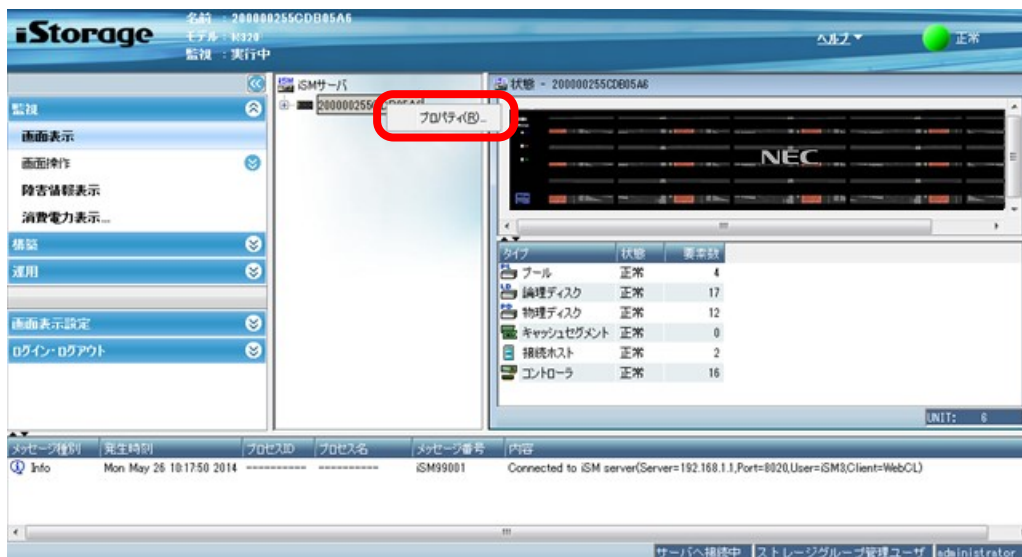 iStorage
名前 : 200000255CDB05A6
モデル : M320
監視 : 実行中
ヘルプ
正常
監視
画面表示
画面操作
障害情報表示
消費電力表示...
構築
運用
画面表示設定
ログイン・ログアウト
iSMサーバ
200000255CDB05A6
プロパティ(R)...
状態 - 200000255CDB05A6
NEC
タイプ 状態 要素数
プール 正常 4
論理ディスク 正常 17
物理ディスク 正常 12
キャッシュセグメント 正常 0
接続ホスト 正常 2
コントローラ 正常 16
UNIT: 6
メッセージ種別 発生時刻 プロセスID プロセス名 メッセージ番号 内容
Info Mon May 26 10:17:50 2014 ---------- ---------- iSM99001 Connected to iSM server(Server=192.168.1.1,Port=8020,User=iSM3,Client=WebCL)
サーバへ接続中 ストレージグループ管理ユーザ administrator